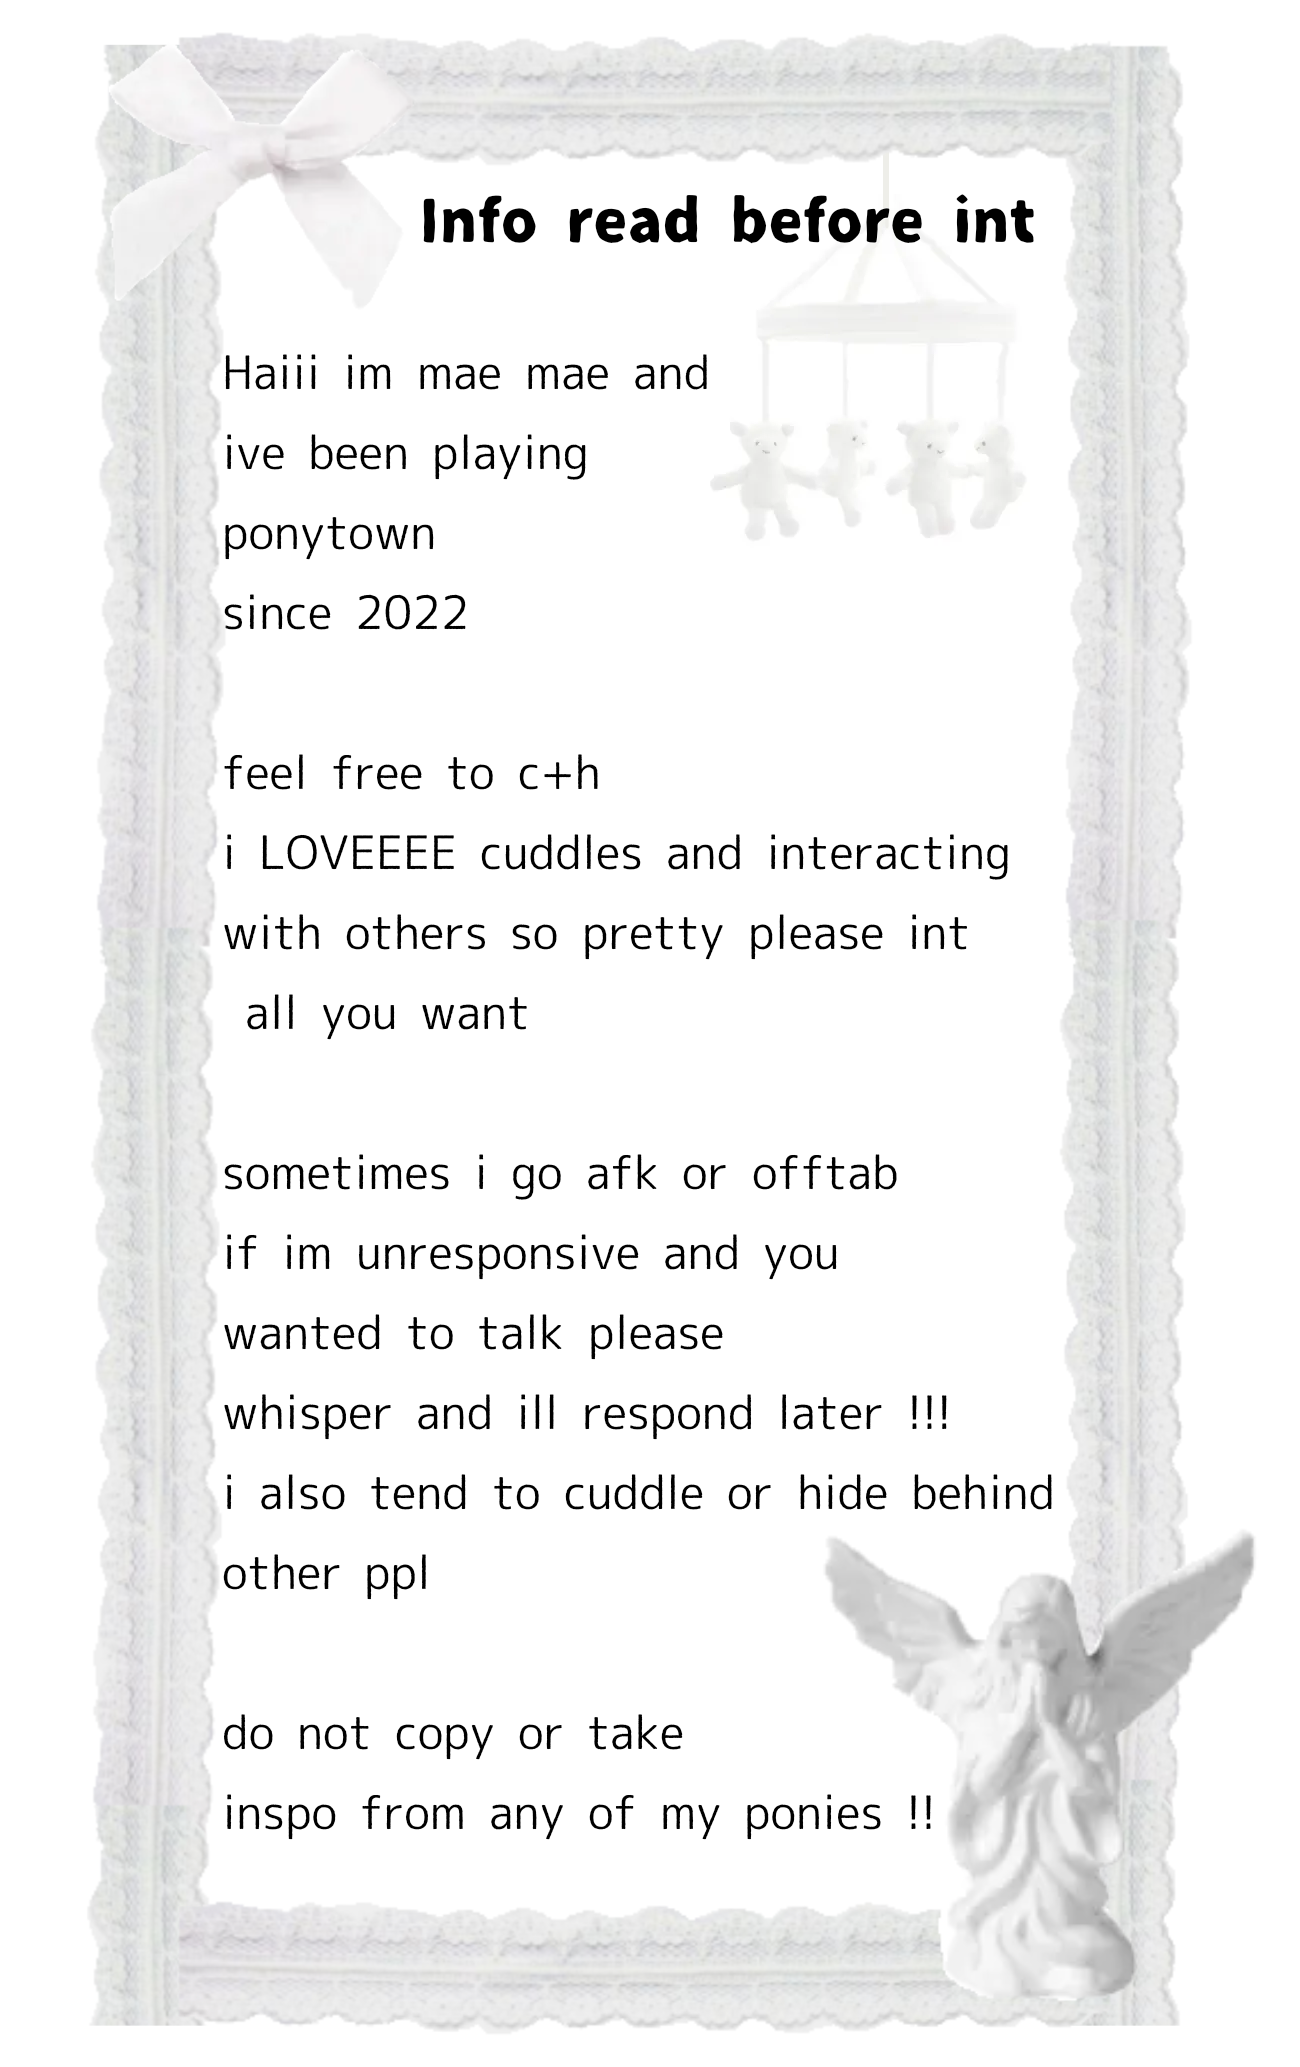 Info read before int
Haiii im mae mae and
ive been playing
ponytown
since 2022
feel free to c+h
i LOVEEEE cuddles and interacting
with others so pretty please int
all you want
sometimes i go afk or offtab
if im unresponsive and you
wanted to talk please
whisper and ill respond later !!!
i also tend to cuddle or hide behind
other ppl
do not copy or take
inspo from any of my ponies !!